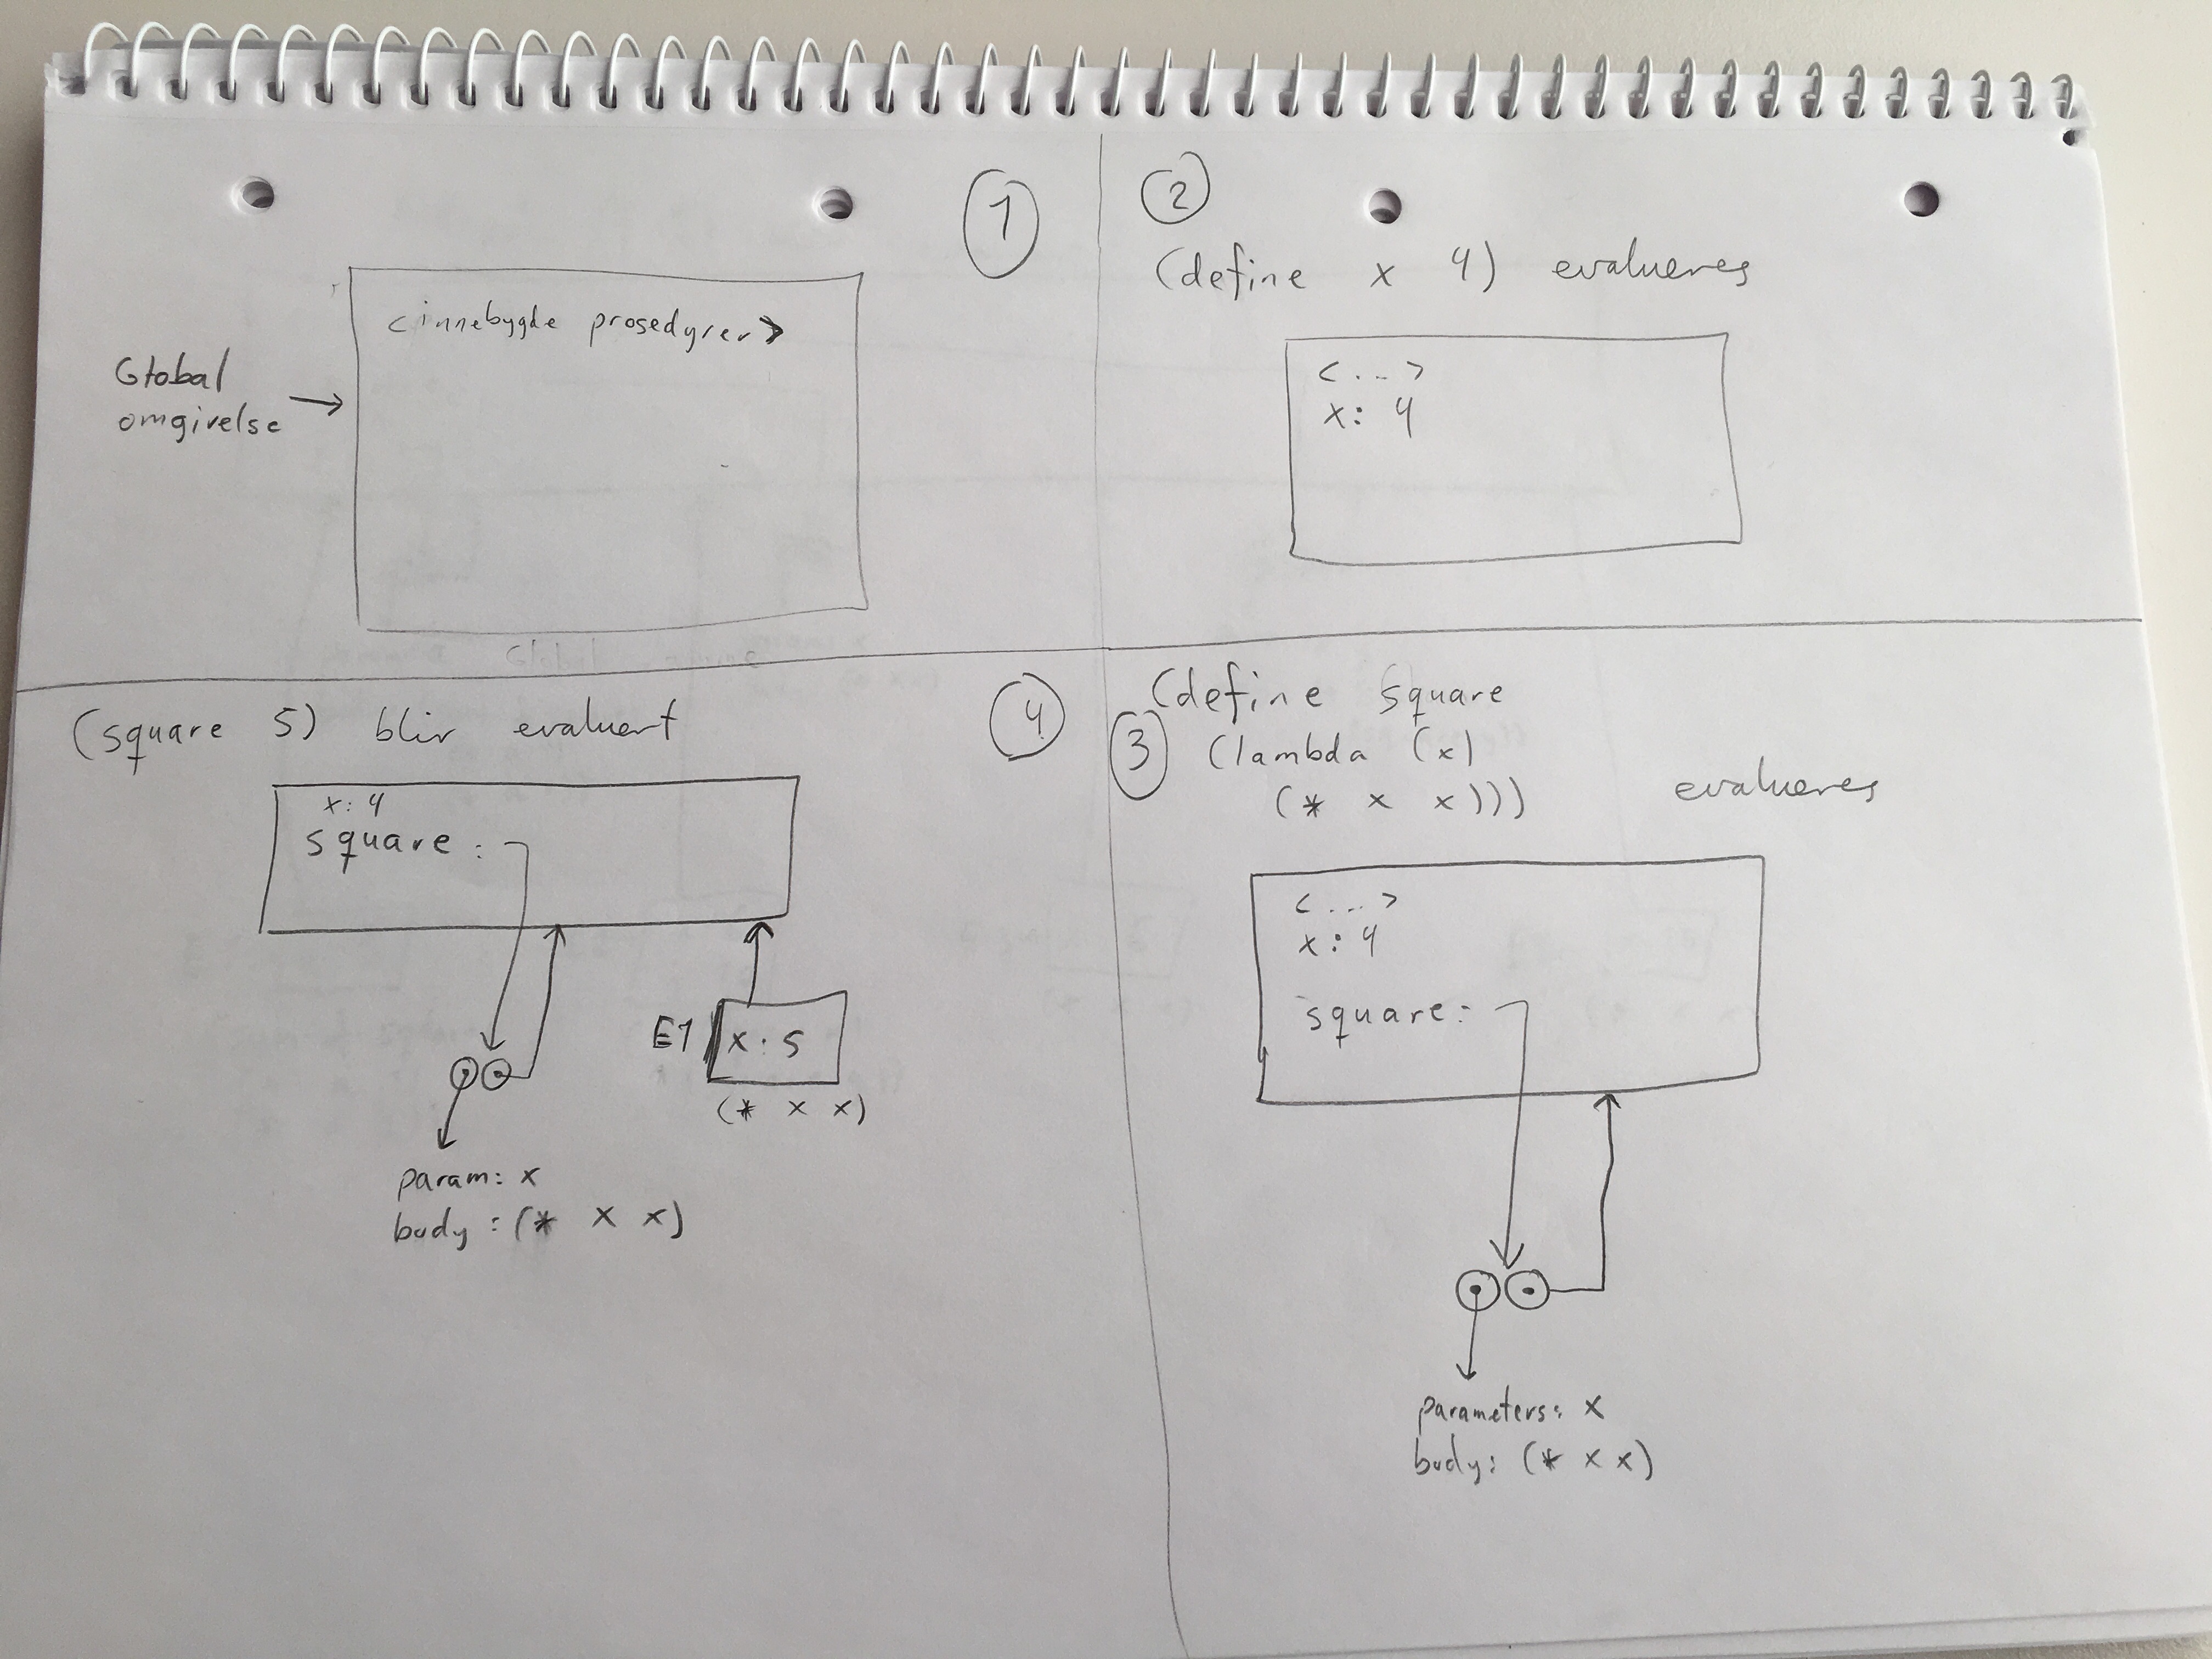 1
<innebygde prosedyrer>
Global
omgivelse
2
(define x 4) evalueres
<...>
x: 4
3
(define square
(lambda (x)
(* x x)))
evalueres
<...>
x: 4
square:
parameters: x
body: (* x x)
4
(square 5) blir evaluert
x: 4
square:
E1
x: 5
(* x x)
param: x
body: (* x x)